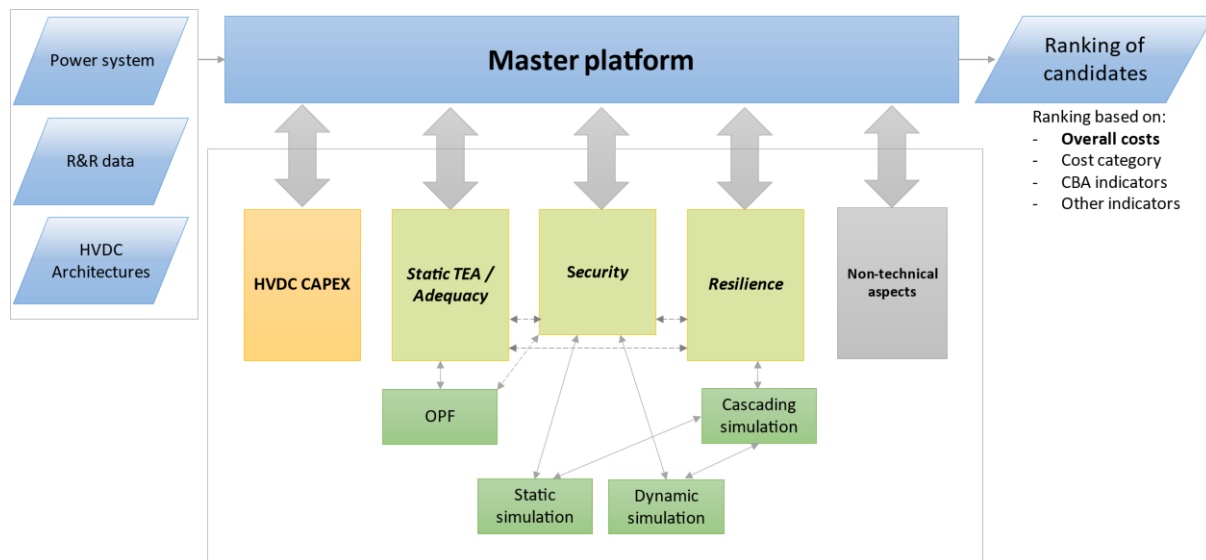 Power system
R&R data
HVDC
Architectures
Master platform
Ranking of
candidates
Ranking based on:
- Overall costs
- Cost category
- CBA indicators
- Other indicators
HVDC CAPEX
Static TEA /
Adequacy
Security
Resilience
Non-technical
aspects
OPF
Cascading
simulation
Static
simulation
Dynamic
simulation